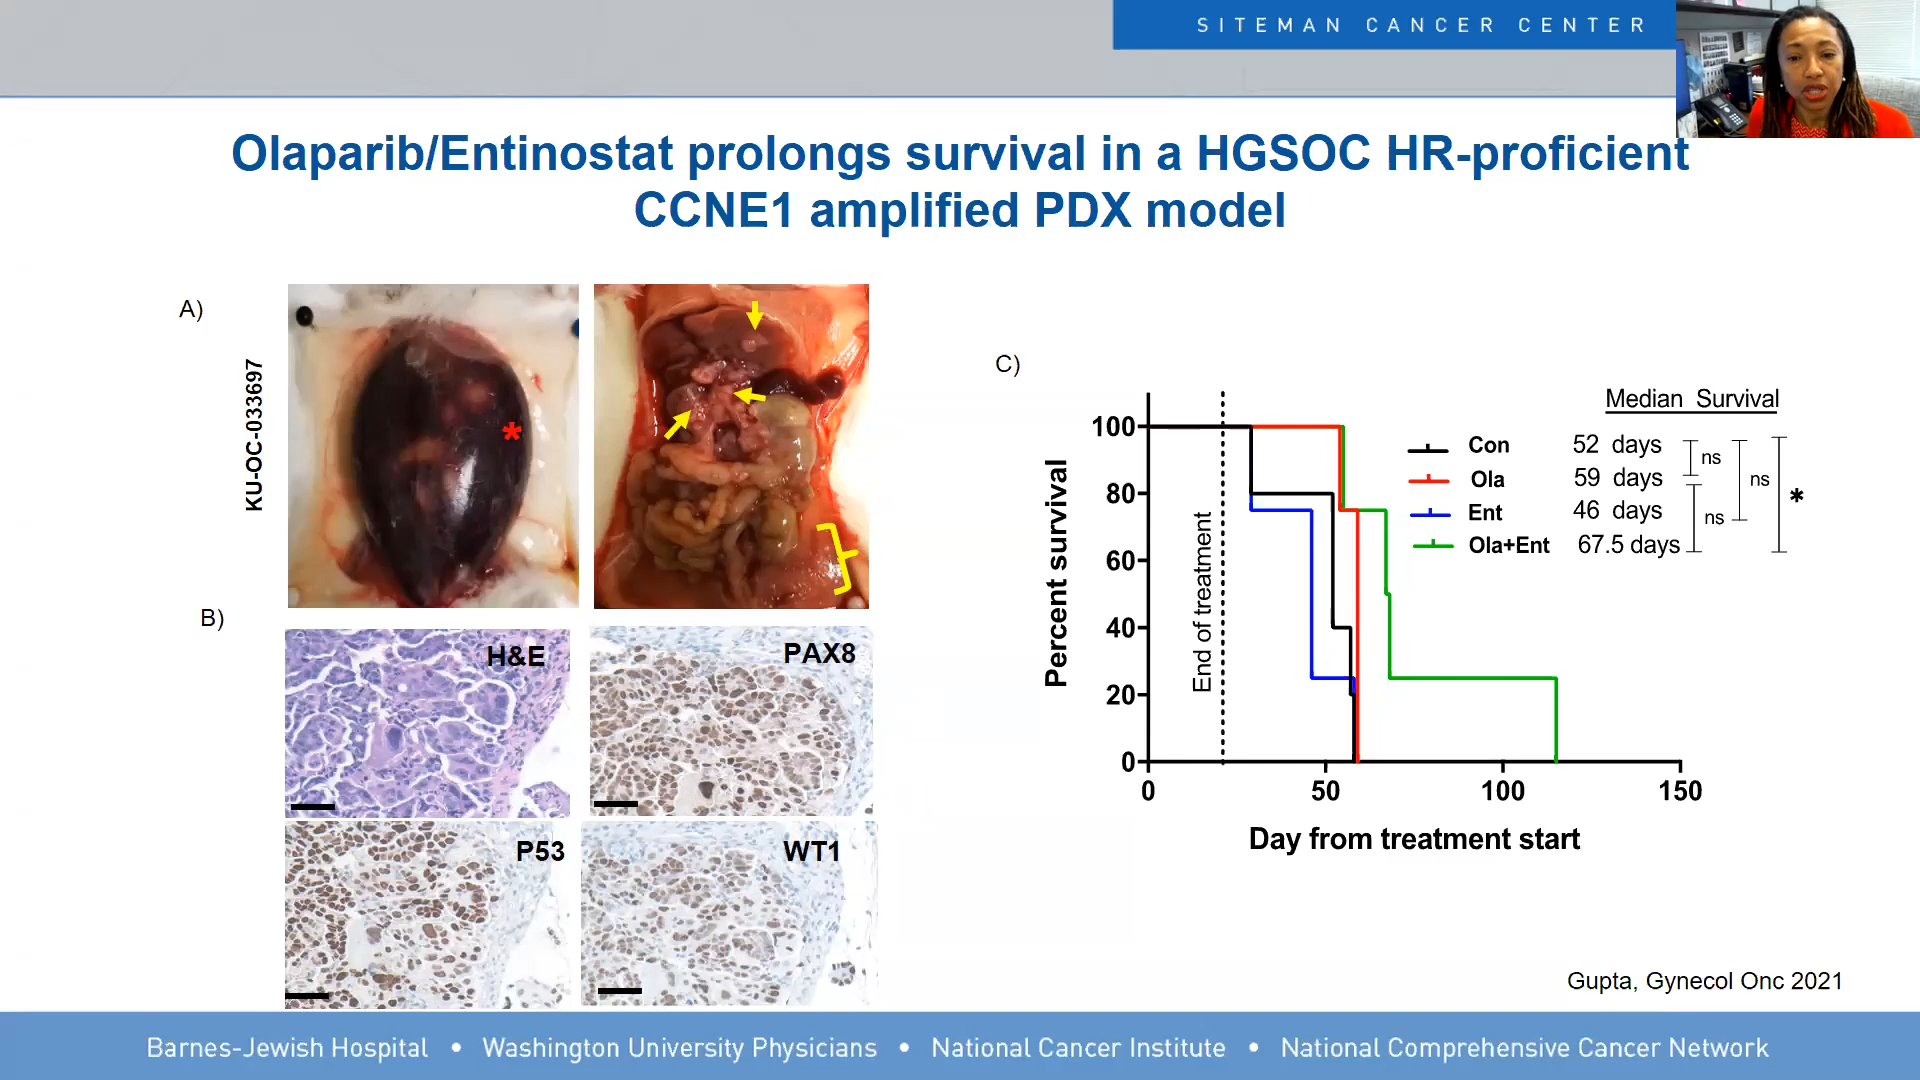 SITEMAN CANCER CENTER
Olaparib/Entinostat prolongs survival in a HGSOC HR-proficient
CCNE1 amplified PDX model
A)
KU-OC-033697
*
B)
H&E
PAX8
P53
WT1
C)
Median Survival
Con 52 days
Ola 59 days
Ent 46 days
Ola+Ent 67.5 days
ns
ns
ns
*
Percent survival
100
80
60
40
20
0
End of treatment
0 50 100 150
Day from treatment start
Gupta, Gynecol Onc 2021
Barnes-Jewish Hospital • Washington University Physicians • National Cancer Institute • National Comprehensive Cancer Network